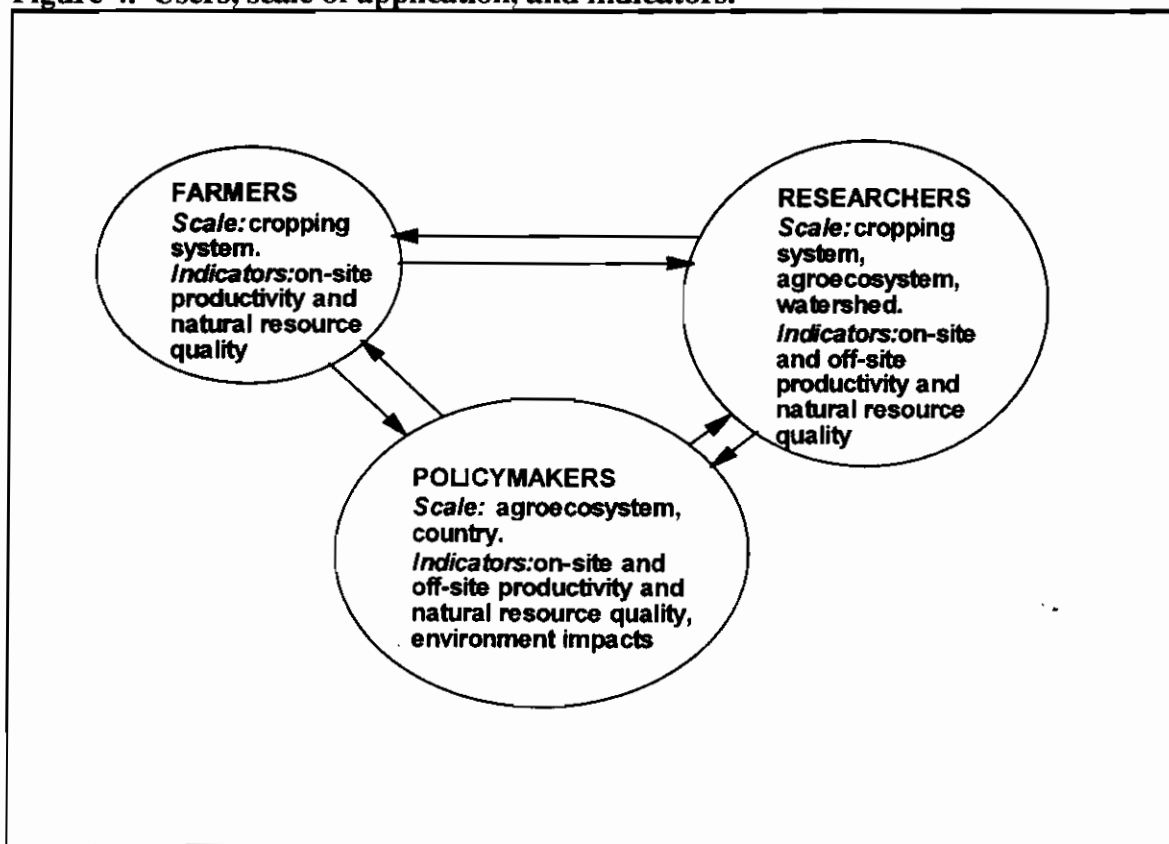 Figure 4. Users, scale of application, and indicators.
FARMERS
Scale: cropping
system.
Indicators:on-site
productivity and
natural resource
quality
RESEARCHERS
Scale: cropping
system,
agroecosystem,
watershed.
Indicators:on-site
and off-site
productivity and
natural resource
quality
POLICYMAKERS
Scale: agroecosystem,
country.
Indicators:on-site and
off-site productivity and
natural resource quality,
environment impacts